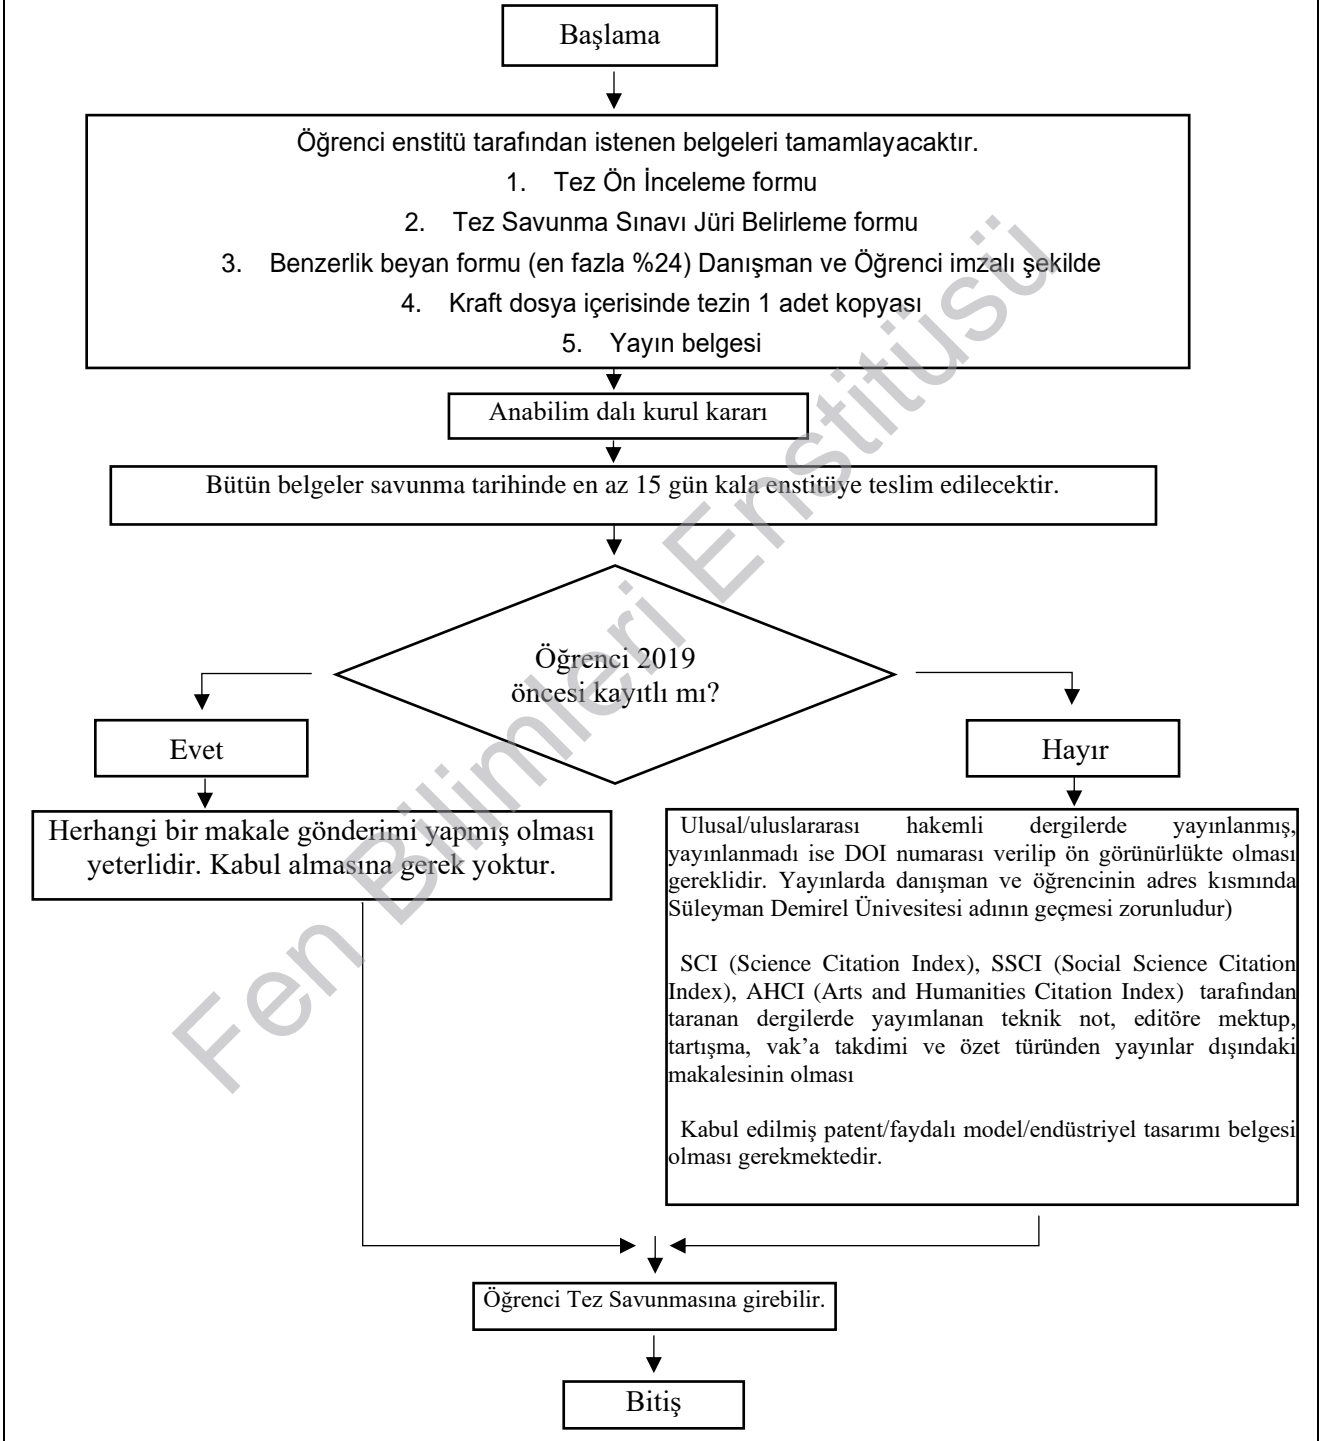 Başlama
Öğrenci enstitü tarafından istenen belgeleri tamamlayacaktır.
1. Tez Ön İnceleme formu
2. Tez Savunma Sınavı Jüri Belirleme formu
3. Benzerlik beyan formu (en fazla %24) Danışman ve Öğrenci imzalı şekilde
4. Kraft dosya içerisinde tezin 1 adet kopyası
5. Yayın belgesi
Anabilim dalı kurul kararı
Bütün belgeler savunma tarihinde en az 15 gün kala enstitüye teslim edilecektir.
Öğrenci 2019
öncesi kayıtlı mı?
Evet
Hayır
Herhangi bir makale gönderimi yapmış olması
yeterlidir. Kabul almasına gerek yoktur.
Ulusal/uluslararası hakemli dergilerde yayınlanmış,
yayınlanmadı ise DOI numarası verilip ön görünürlükte olması
gereklidir. Yayınlarda danışman ve öğrencinin adres kısmında
Süleyman Demirel Ünivesitesi adının geçmesi zorunludur)
SCI (Science Citation Index), SSCI (Social Science Citation
Index), AHCI (Arts and Humanities Citation Index) tarafından
taranan dergilerde yayımlanan teknik not, editöre mektup,
tartışma, vak’a takdimi ve özet türünden yayınlar dışındaki
makalesinin olması
Kabul edilmiş patent/faydalı model/endüstriyel tasarımı belgesi
olması gerekmektedir.
Öğrenci Tez Savunmasına girebilir.
Bitiş
Fen Bilimleri Enstitüsü